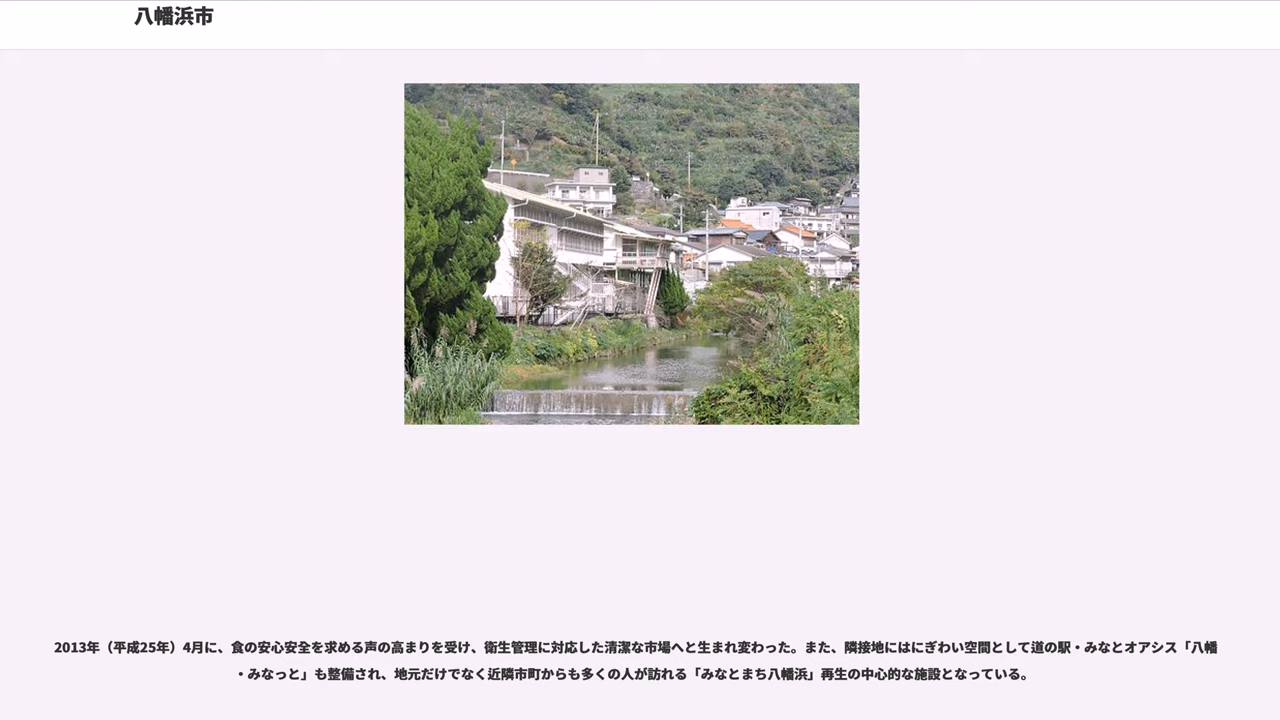 八幡浜市
2013年（平成25年）4月に、食の安心安全を求める声の高まりを受け、衛生管理に対応した清潔な市場へと生まれ変わった。また、隣接地にはにぎわい空間として道の駅・みなとオアシス「八幡
・みなっと」も整備され、地元だけでなく近隣市町からも多くの人が訪れる「みなとまち八幡浜」再生の中心的な施設となっている。